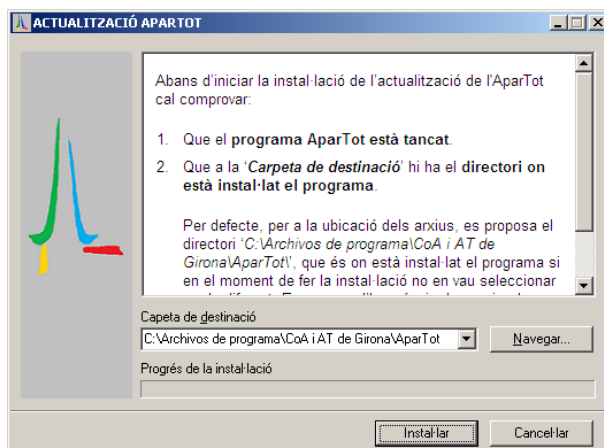 ACTUALITZACIÓ APARTOT
Abans d'iniciar la instal·lació de l'actualització de l'AparTot
cal comprovar:
1. Que el programa AparTot està tancat.
2. Que a la 'Carpeta de destinació' hi ha el directori on
està instal·lat el programa.
Per defecte, per a la ubicació dels arxius, es proposa el
directori 'C:\Archivos de programa\CoA i AT de
Girona\AparTot\', que és on està instal·lat el programa si
en el moment de fer la instal·lació no en vau seleccionar
Capeta de destinació
C:\Archivos de programa\CoA i AT de Girona\AparTot
Navegar...
Progrés de la instal·lació
Instal·lar
Cancel·lar